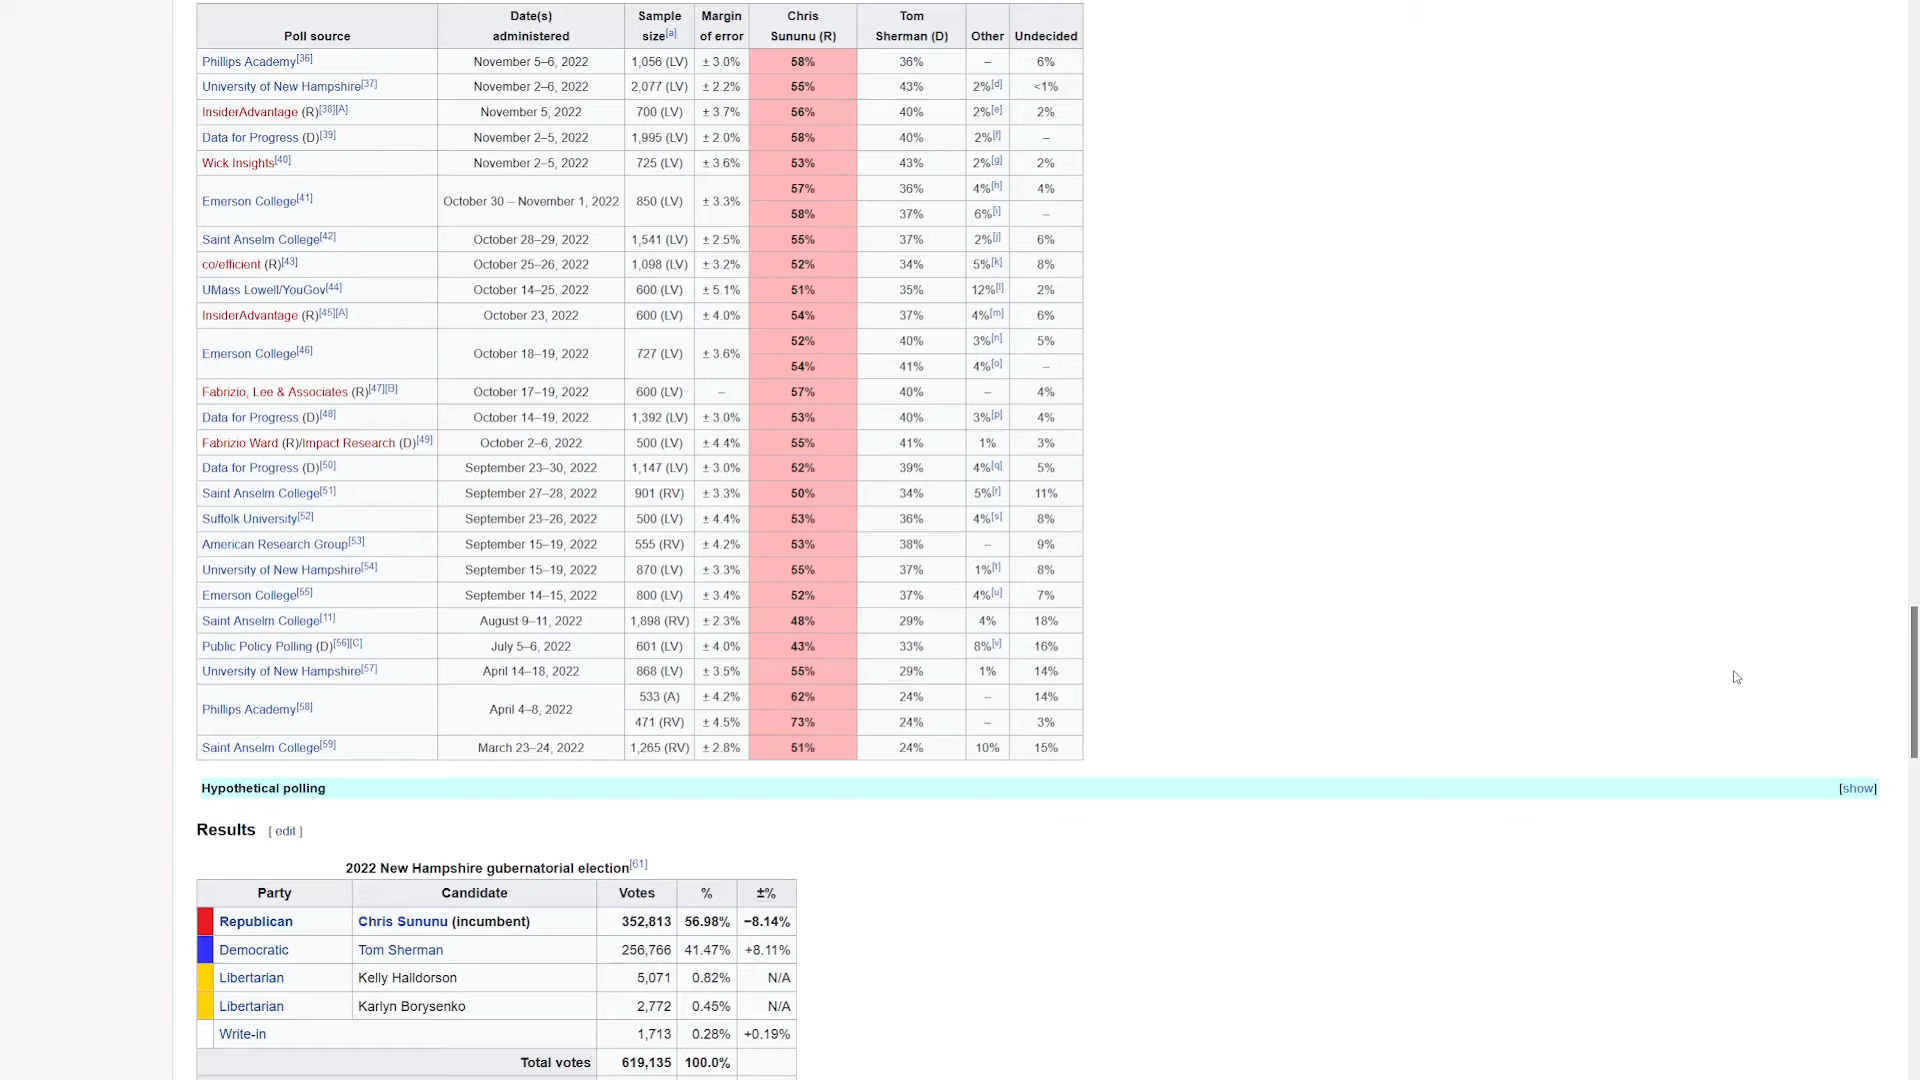 Poll source Date(s) administered Sample size[a] Margin of error Chris Sununu (R) Tom Sherman (D) Other Undecided
Phillips Academy[36] November 5–6, 2022 1,056 (LV) ± 3.0% 58% 36% – 6%
University of New Hampshire[37] November 2–6, 2022 2,077 (LV) ± 2.2% 55% 43% 2%[d] <1%
InsiderAdvantage (R)[38][A] November 5, 2022 700 (LV) ± 3.7% 56% 40% 2%[e] 2%
Data for Progress (D)[39] November 2–5, 2022 1,995 (LV) ± 2.0% 58% 40% 2%[f] –
Wick Insights[40] November 2–5, 2022 725 (LV) ± 3.6% 53% 43% 2%[g] 2%
Emerson College[41] October 30 – November 1, 2022 850 (LV) ± 3.3% 57% 36% 4%[h] 4%
58% 37% 6%[i] –
Saint Anselm College[42] October 28–29, 2022 1,541 (LV) ± 2.5% 55% 37% 2%[j] 6%
co/efficient (R)[43] October 25–26, 2022 1,098 (LV) ± 3.2% 52% 34% 5%[k] 8%
UMass Lowell/YouGov[44] October 14–25, 2022 600 (LV) ± 5.1% 51% 35% 12%[l] 2%
InsiderAdvantage (R)[45][A] October 23, 2022 600 (LV) ± 4.0% 54% 37% 4%[m] 6%
Emerson College[46] October 18–19, 2022 727 (LV) ± 3.6% 52% 40% 3%[n] 5%
54% 41% 4%[o] –
Fabrizio, Lee & Associates (R)[47][B] October 17–19, 2022 600 (LV) – 57% 40% – 4%
Data for Progress (D)[48] October 14–19, 2022 1,392 (LV) ± 3.0% 53% 40% 3%[p] 4%
Fabrizio Ward (R)/Impact Research (D)[49] October 2–6, 2022 500 (LV) ± 4.4% 55% 41% 1% 3%
Data for Progress (D)[50] September 23–30, 2022 1,147 (LV) ± 3.0% 52% 39% 4%[q] 5%
Saint Anselm College[51] September 27–28, 2022 901 (RV) ± 3.3% 50% 34% 5%[r] 11%
Suffolk University[52] September 23–26, 2022 500 (LV) ± 4.4% 53% 36% 4%[s] 8%
American Research Group[53] September 15–19, 2022 555 (RV) ± 4.2% 53% 38% – 9%
University of New Hampshire[54] September 15–19, 2022 870 (LV) ± 3.3% 55% 37% 1%[t] 8%
Emerson College[55] September 14–15, 2022 800 (LV) ± 3.4% 52% 37% 4%[u] 7%
Saint Anselm College[11] August 9–11, 2022 1,898 (RV) ± 2.3% 48% 29% 4% 18%
Public Policy Polling (D)[56][C] July 5–6, 2022 601 (LV) ± 4.0% 43% 33% 8%[v] 16%
University of New Hampshire[57] April 14–18, 2022 868 (LV) ± 3.5% 55% 29% 1% 14%
Phillips Academy[58] April 4–8, 2022 533 (A) ± 4.2% 62% 24% – 14%
471 (RV) ± 4.5% 73% 24% – 3%
Saint Anselm College[59] March 23–24, 2022 1,265 (RV) ± 2.8% 51% 24% 10% 15%
Hypothetical polling [show]
Results [ edit ]
2022 New Hampshire gubernatorial election[61]
Party Candidate Votes % ±%
Republican Chris Sununu (incumbent) 352,813 56.98% −8.14%
Democratic Tom Sherman 256,766 41.47% +8.11%
Libertarian Kelly Halldorson 5,071 0.82% N/A
Libertarian Karlyn Borysenko 2,772 0.45% N/A
Write-in 1,713 0.28% +0.19%
Total votes 619,135 100.0%